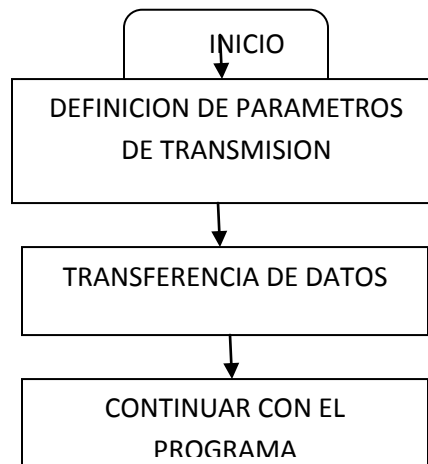 INICIO
DEFINICION DE PARAMETROS
DE TRANSMISION
TRANSFERENCIA DE DATOS
CONTINUAR CON EL
PROGRAMA